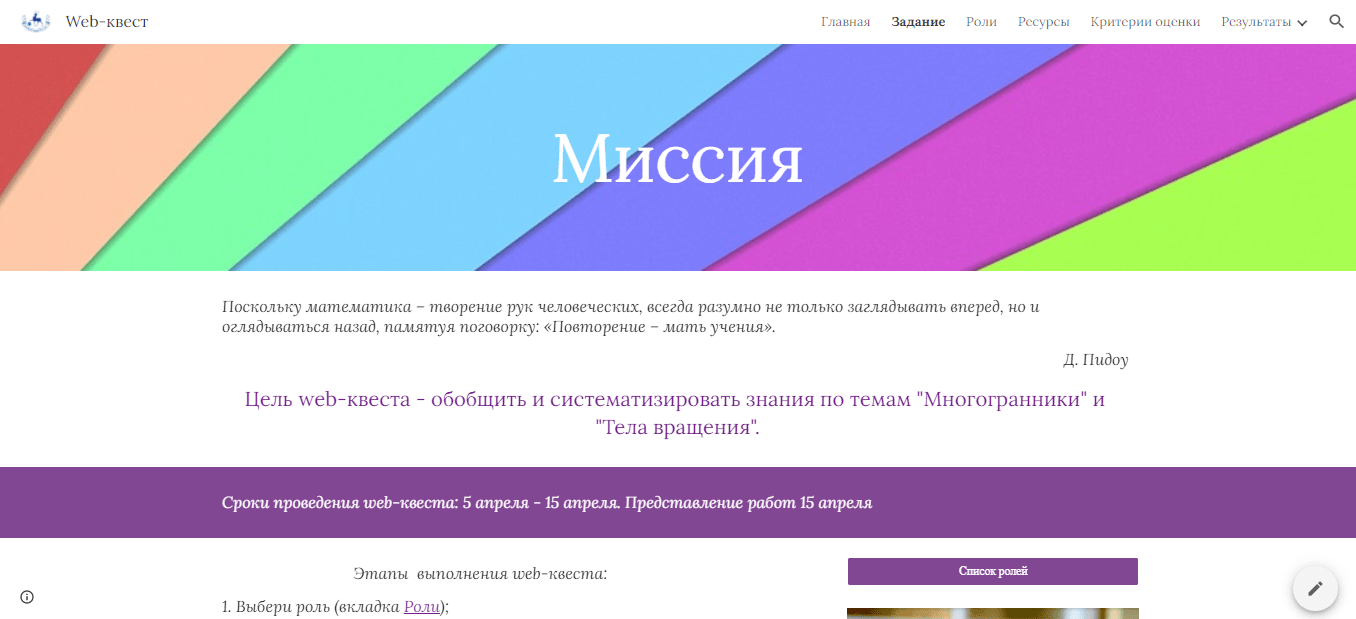 Web-квест
Главная Задание Роли Ресурсы Критерии оценки Результаты
Миссия
Поскольку математика – творение рук человеческих, всегда разумно не только заглядывать вперед, но и
оглядываться назад, памятуя поговорку: «Повторение – мать учения».
Д. Пидоу
Цель web-квеста - обобщить и систематизировать знания по темам "Многогранники" и
"Тела вращения".
Сроки проведения web-квеста: 5 апреля - 15 апреля. Представление работ 15 апреля
Этапы выполнения web-квеста:
1. Выбери роль (вкладка Роли);
Список ролей